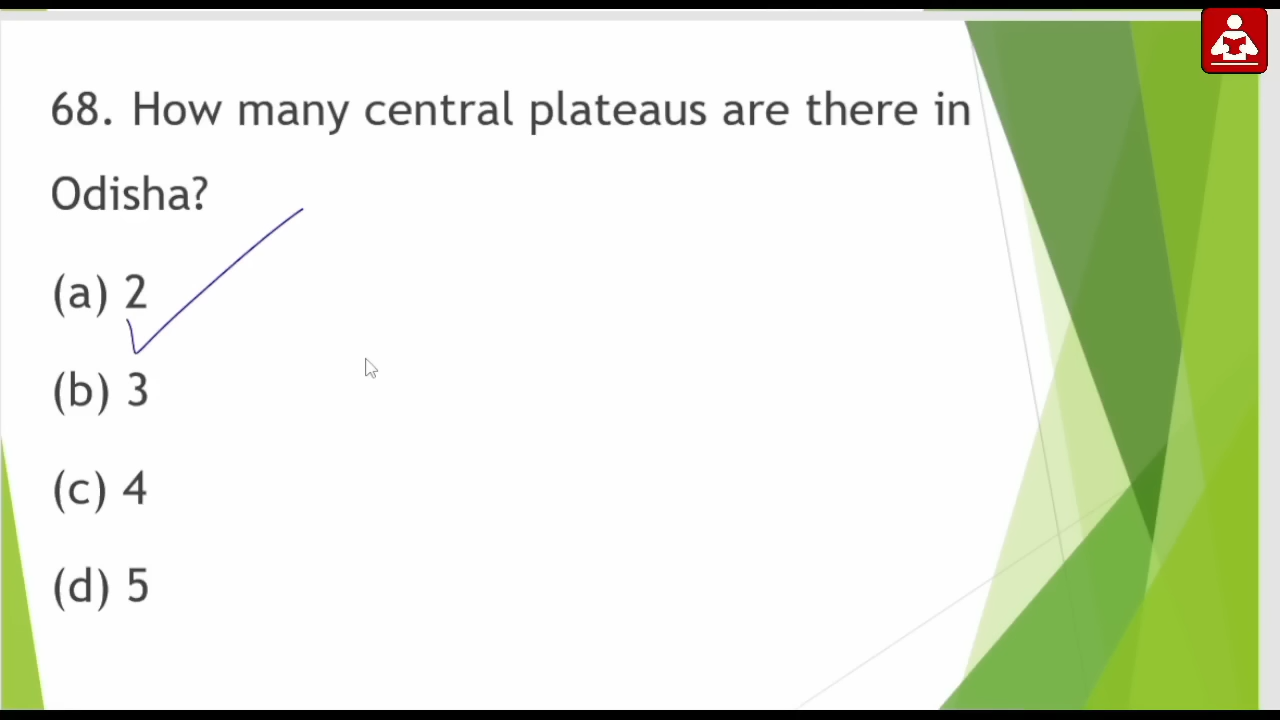 68. How many central plateaus are there in
Odisha?
(a) 2
(b) 3
(c) 4
(d) 5